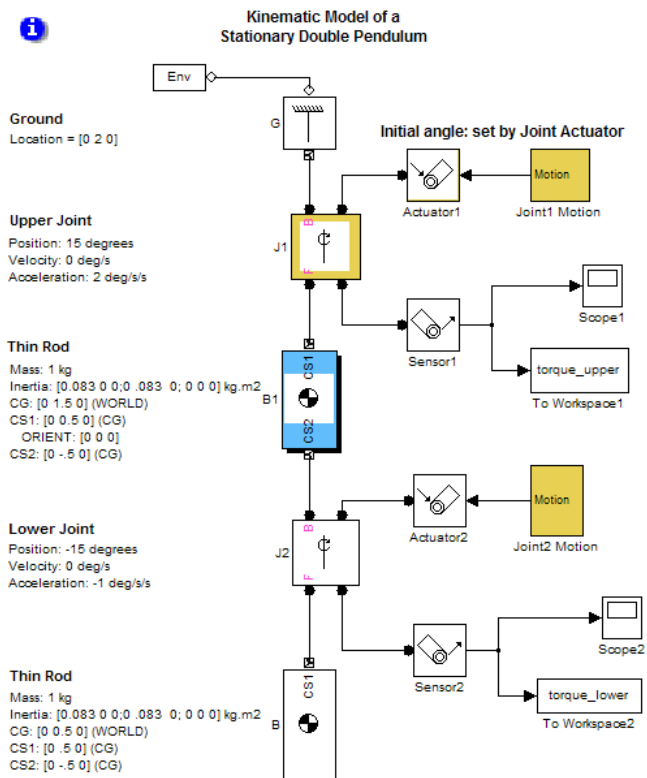 i
Kinematic Model of a
Stationary Double Pendulum
Env
Ground
Location = [0 2 0]
G
Initial angle: set by Joint Actuator
Actuator1
Motion
Joint1 Motion
Upper Joint
Position: 15 degrees
Velocity: 0 deg/s
Acceleration: 2 deg/s/s
J1
B
F
Sensor1
Scope1
torque_upper
To Workspace1
Thin Rod
Mass: 1 kg
Inertia: [0.083 0 0;0 .083  0; 0 0 0] kg.m2
CG: [0 1.5 0] (WORLD)
CS1: [0 0.5 0] (CG)
ORIENT: [0 0 0]
CS2: [0 -.5 0] (CG)
B1
CS1
CS2
Actuator2
Motion
Joint2 Motion
Lower Joint
Position: -15 degrees
Velocity: 0 deg/s
Acceleration: -1 deg/s/s
J2
B
F
Sensor2
Scope2
torque_lower
To Workspace2
Thin Rod
Mass: 1 kg
Inertia: [0.083 0 0;0 .083  0; 0 0 0] kg.m2
CG: [0 0.5 0] (WORLD)
CS1: [0 .5 0] (CG)
CS2: [0 -.5 0] (CG)
B
CS1